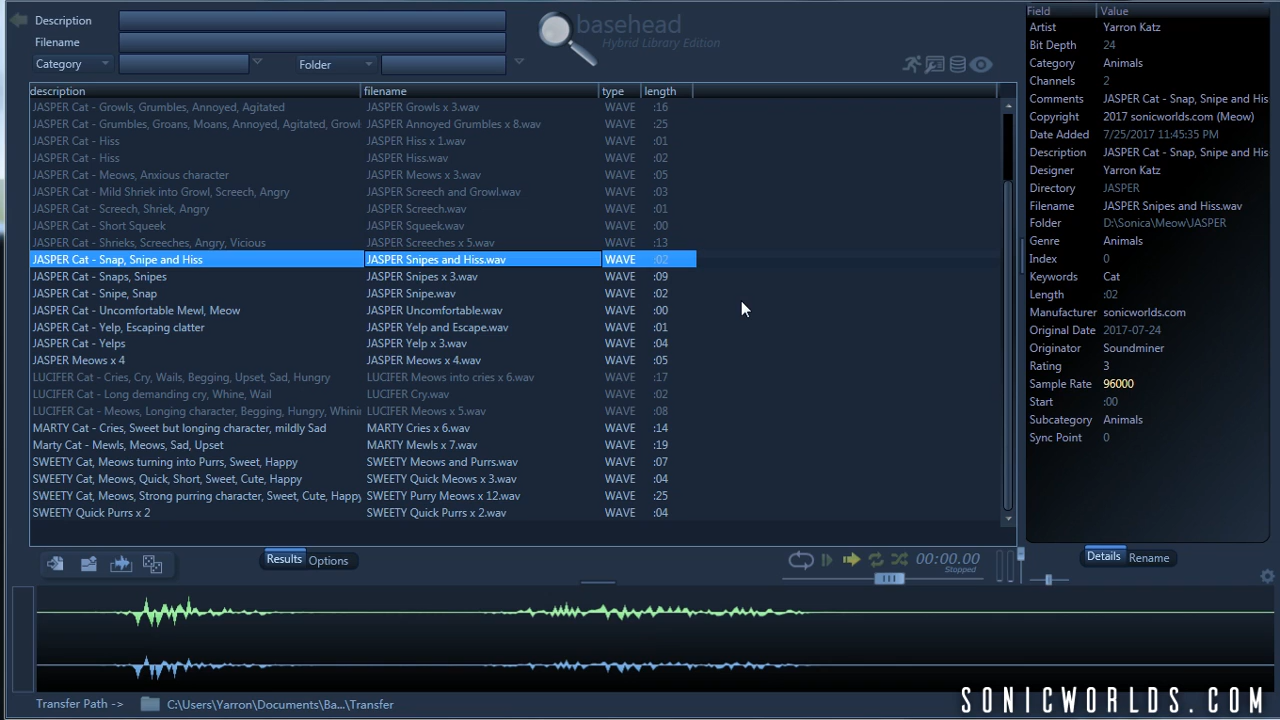 Description
basehead
Hybrid Library Edition
Filename
Category
Folder
description filename type length
JASPER Cat - Growls, Grumbles, Annoyed, Agitated JASPER Growls x 3.wav WAVE :16
JASPER Cat - Grumbles, Groans, Moans, Annoyed, Agitated, Growl JASPER Annoyed Grumbles x 8.wav WAVE :25
JASPER Cat - Hiss JASPER Hiss x 1.wav WAVE :01
JASPER Cat - Hiss JASPER Hiss.wav WAVE :02
JASPER Cat - Meows, Anxious character JASPER Meows x 3.wav WAVE :05
JASPER Cat - Mild Shriek into Growl, Screech, Angry JASPER Screech and Growl.wav WAVE :03
JASPER Cat - Screech, Shriek, Angry JASPER Screech.wav WAVE :01
JASPER Cat - Short Squeek JASPER Squeek.wav WAVE :00
JASPER Cat - Shrieks, Screeches, Angry, Vicious JASPER Screeches x 5.wav WAVE :13
JASPER Cat - Snap, Snipe and Hiss JASPER Snipes and Hiss.wav WAVE :02
JASPER Cat - Snaps, Snipes JASPER Snipes x 3.wav WAVE :09
JASPER Cat - Snipe, Snap JASPER Snipe.wav WAVE :02
JASPER Cat - Uncomfortable Mewl, Meow JASPER Uncomfortable.wav WAVE :00
JASPER Cat - Yelp, Escaping clatter JASPER Yelp and Escape.wav WAVE :01
JASPER Cat - Yelps JASPER Yelp x 3.wav WAVE :04
JASPER Meows x 4 JASPER Meows x 4.wav WAVE :05
LUCIFER Cat - Cries, Cry, Wails, Begging, Upset, Sad, Hungry LUCIFER Meows into cries x 6.wav WAVE :17
LUCIFER Cat - Long demanding cry, Whine, Wail LUCIFER Cry.wav WAVE :02
LUCIFER Cat - Meows, Longing character, Begging, Hungry, Whini LUCIFER Meows x 5.wav WAVE :08
MARTY Cat - Cries, Sweet but longing character, mildly Sad MARTY Cries x 6.wav WAVE :14
Marty Cat - Mewls, Meows, Sad, Upset MARTY Mewls x 7.wav WAVE :19
SWEETY Cat, Meows turning into Purrs, Sweet, Happy SWEETY Meows and Purrs.wav WAVE :07
SWEETY Cat, Meows, Quick, Short, Sweet, Cute, Happy SWEETY Quick Meows x 3.wav WAVE :04
SWEETY Cat, Meows, Strong purring character, Sweet, Cute, Happy SWEETY Purry Meows x 12.wav WAVE :25
SWEETY Quick Purrs x 2 SWEETY Quick Purrs x 2.wav WAVE :04
Results Options
00:00.00
Stopped
Field Value
Artist Yarron Katz
Bit Depth 24
Category Animals
Channels 2
Comments JASPER Cat - Snap, Snipe and His
Copyright 2017 sonicworlds.com (Meow)
Date Added 7/25/2017 11:45:35 PM
Description JASPER Cat - Snap, Snipe and His
Designer Yarron Katz
Directory JASPER
Filename JASPER Snipes and Hiss.wav
Folder D:\Sonica\Meow\JASPER
Genre Animals
Index 0
Keywords Cat
Length :02
Manufacturer sonicworlds.com
Original Date 2017-07-24
Originator Soundminer
Rating 3
Sample Rate 96000
Start :00
Subcategory Animals
Sync Point 0
Details Rename
Transfer Path -> C:\Users\Yarron\Documents\Ba...\Transfer
SONICWORLDS.COM